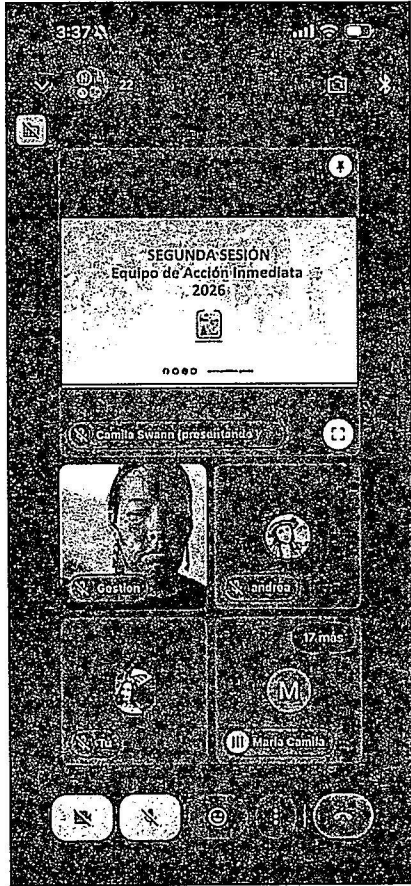 3:37
22
SEGUNDA SESIÓN
Equipo de Acción Inmediata
2026
Camila Swann (presentando)
Gestion
andrea
17 más
Tú
M
Maria Camila